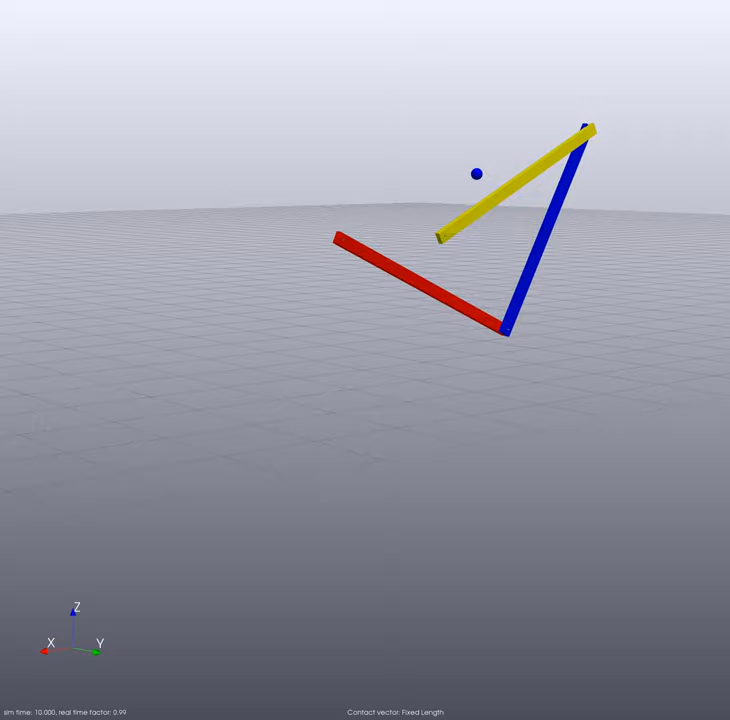 Z
X
Y
sim time: 10.000, real time factor: 0.99
Contact vector: Fixed Length